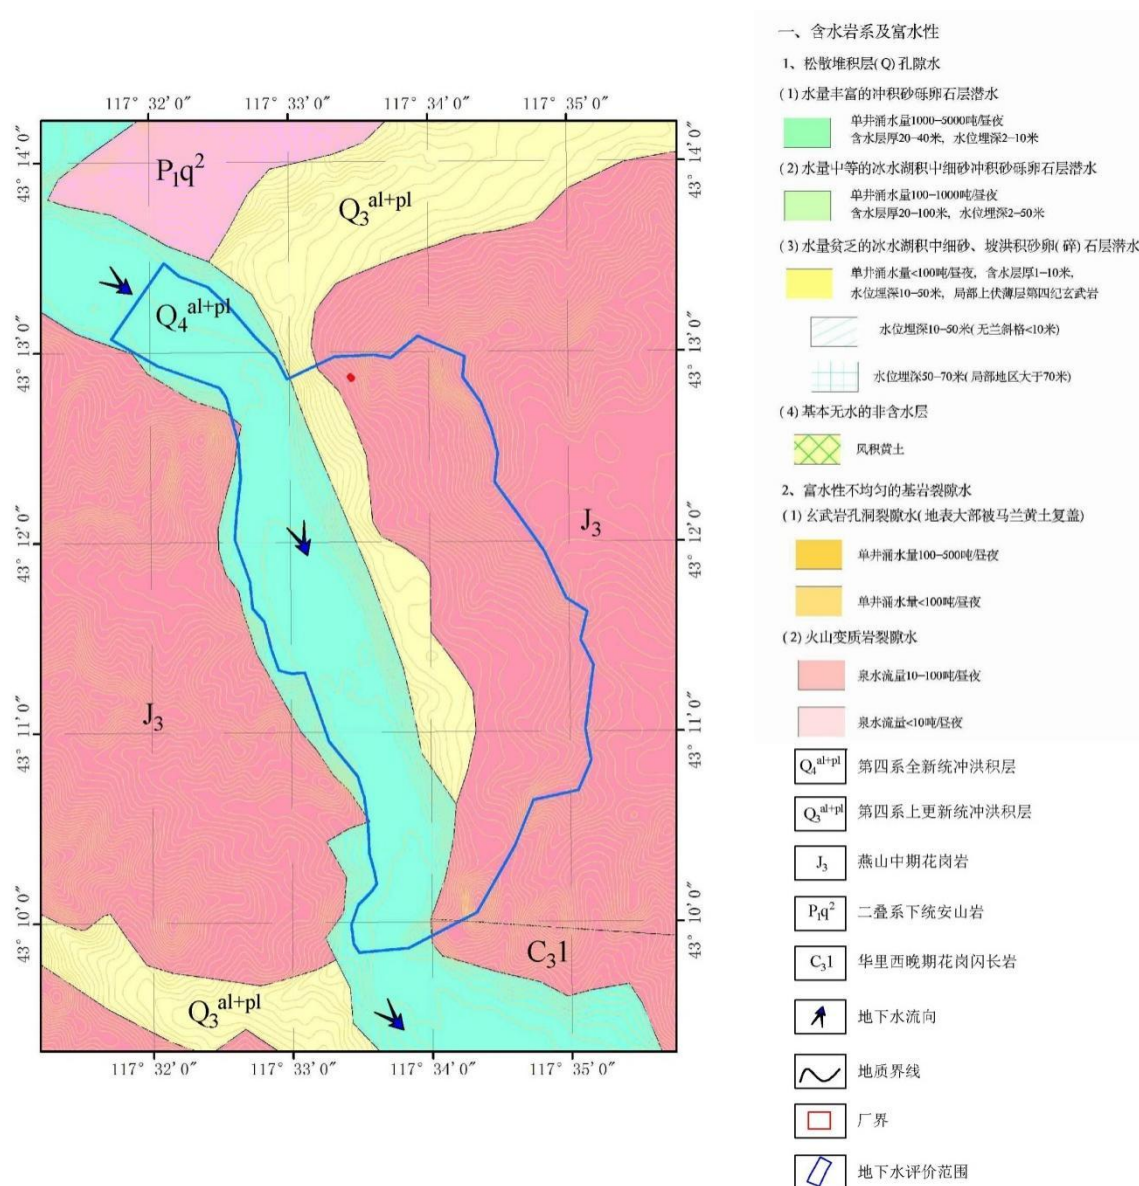 117° 32′ 0″
117° 33′ 0″
117° 34′ 0″
117° 35′ 0″
43° 14′ 0″
43° 14′ 0″
P₁q²
Q₃ᵃˡ⁺ᵖˡ
Q₄ᵃˡ⁺ᵖˡ
43° 13′ 0″
43° 13′ 0″
43° 12′ 0″
43° 12′ 0″
J₃
J₃
43° 11′ 0″
43° 11′ 0″
43° 10′ 0″
43° 10′ 0″
C₃1
Q₃ᵃˡ⁺ᵖˡ
117° 32′ 0″
117° 33′ 0″
117° 34′ 0″
117° 35′ 0″
一、含水岩系及富水性
1、松散堆积层(Q)孔隙水
(1)水量丰富的冲积砂砾卵石层潜水
单井涌水量1000-5000吨/昼夜
含水层厚20-40米，水位埋深2-10米
(2)水量中等的冰水湖积中细砂冲积砂砾卵石层潜水
单井涌水量100-1000吨/昼夜
含水层厚20-100米，水位埋深2-50米
(3)水量贫乏的冰水湖积中细砂、坡洪积砂卵(碎)石层潜水
单井涌水量<100吨/昼夜，含水层厚1-10米，
水位埋深10-50米，局部上伏薄层第四纪玄武岩
水位埋深10-50米(无兰斜格<10米)
水位埋深50-70米(局部地区大于70米)
(4)基本无水的非含水层
风积黄土
2、富水性不均匀的基岩裂隙水
(1)玄武岩孔洞裂隙水(地表大部被马兰黄土复盖)
单井涌水量100-500吨/昼夜
单井涌水量<100吨/昼夜
(2)火山变质岩裂隙水
泉水流量10-100吨/昼夜
泉水流量<10吨/昼夜
Q₄ᵃˡ⁺ᵖˡ 第四系全新统冲洪积层
Q₃ᵃˡ⁺ᵖˡ 第四系上更新统冲洪积层
J₃ 燕山中期花岗岩
P₁q² 二叠系下统安山岩
C₃1 华里西晚期花岗闪长岩
地下水流向
地质界线
厂界
地下水评价范围